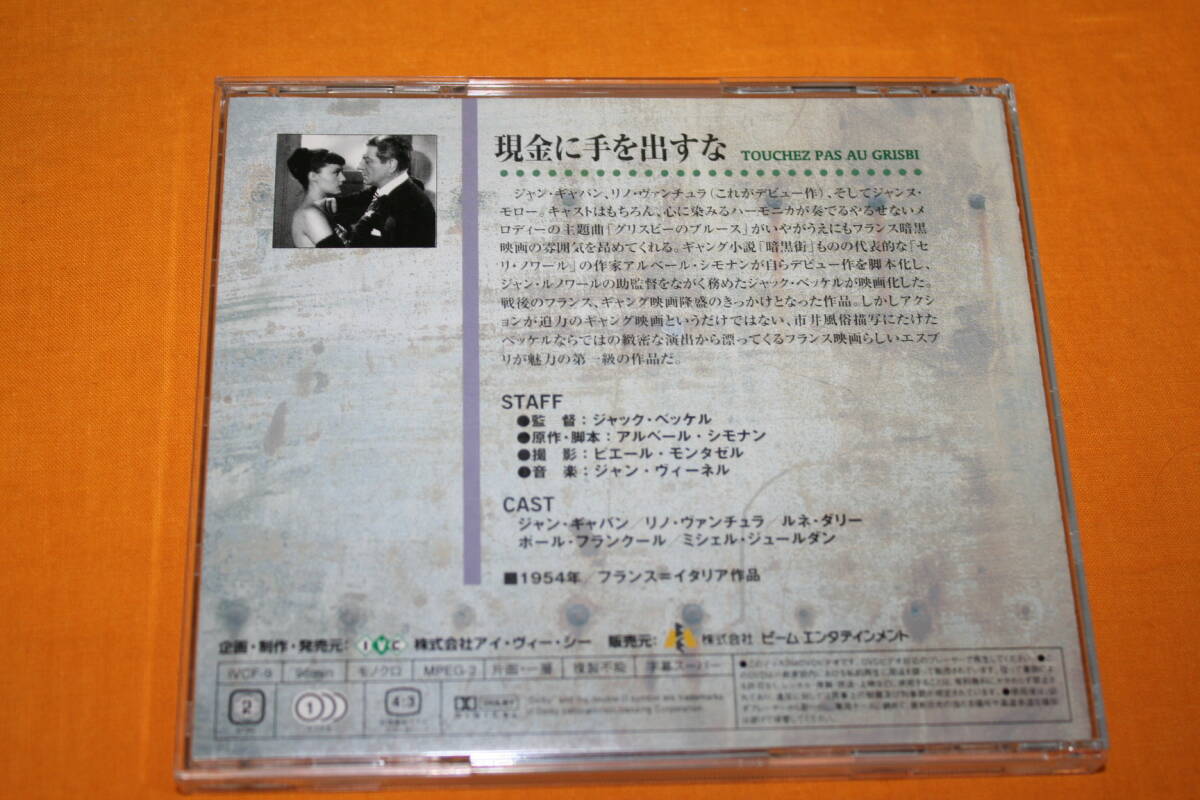 現金に手を出すな TOUCHEZ PAS AU GRISBI
ジャン・ギャバン、リノ・ヴァンチュラ(これがデビュー作)、そしてジャンヌ・
モロー。キャストはもちろん、心に染みるハーモニカが奏でるやるせないメ
ロディーの主題曲「グリスビーのブルース」がいやがうえにもフランス暗黒
映画の雰囲気を昂めてくれる。ギャング小説「暗黒街」ものの代表的な「セ
リ・ノワール」の作家アルベール・シモナンが自らデビュー作を脚本化し、
ジャン・ルノワールの助監督をながく務めたジャック・ベッケルが映画化した。
戦後のフランス、ギャング映画隆盛のきっかけとなった作品。しかしアクシ
ョンが迫力のギャング映画というだけではない、市井風俗描写にたけた
ベッケルならではの緻密な演出から漂ってくるフランス映画らしいエスプ
リが魅力の第一級の作品だ。
STAFF
●監 督：ジャック・ベッケル
●原作・脚本：アルベール・シモナン
●撮 影：ピエール・モンタゼル
●音 楽：ジャン・ヴィーネル
CAST
ジャン・ギャバン／リノ・ヴァンチュラ／ルネ・ダリー
ポール・フランクール／ミシェル・ジュールダン
■1954年／フランス＝イタリア作品
企画・制作・発売元： IVC 株式会社アイ・ヴィー・シー 販売元： 株式会社 ビームエンタテインメント
96min モノクロ MPEG-2 片面一層 複製不能 字幕スーパー
2 4:3 DOLBY DIGITAL